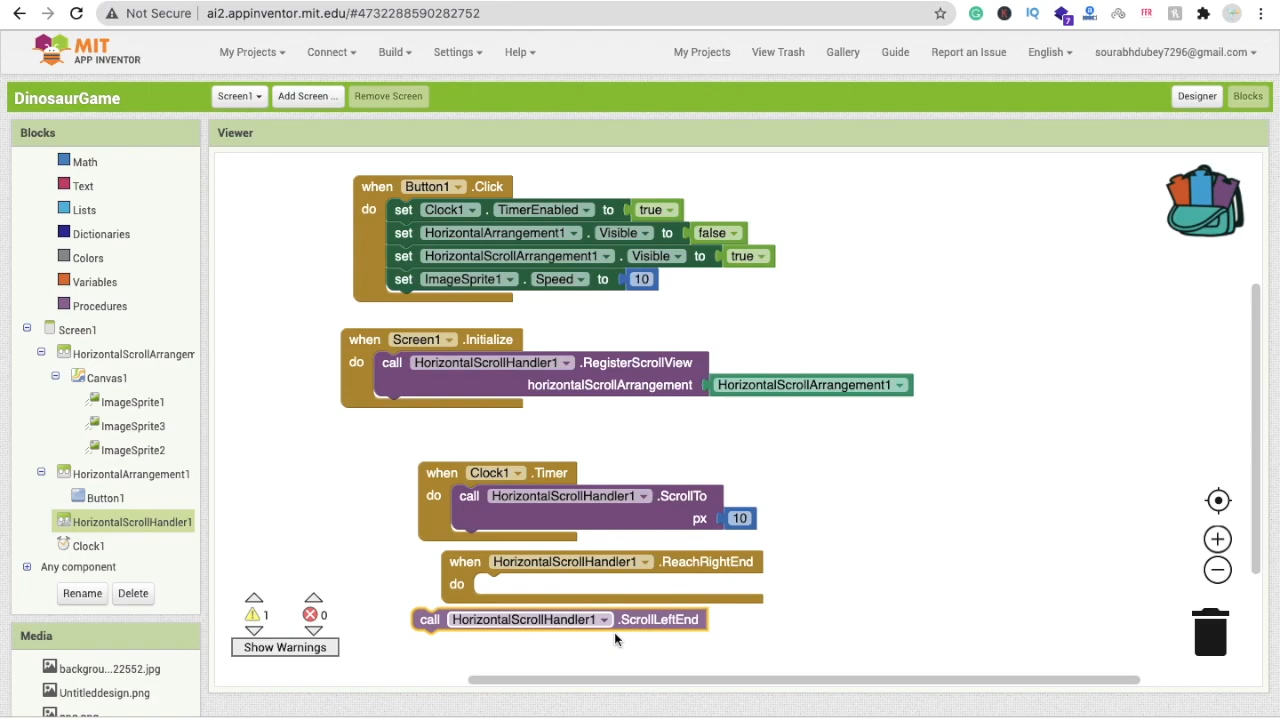 Not Secure
ai2.appinventor.mit.edu/#4732288590282752
7
FFR
MIT
APP INVENTOR
My Projects
Connect
Build
Settings
Help
My Projects
View Trash
Gallery
Guide
Report an Issue
English
sourabhdubey7296@gmail.com
DinosaurGame
Screen1
Add Screen ...
Remove Screen
Designer
Blocks
Blocks
Viewer
Math
Text
Lists
Dictionaries
Colors
Variables
Procedures
Screen1
HorizontalScrollArrangem
Canvas1
ImageSprite1
ImageSprite3
ImageSprite2
HorizontalArrangement1
Button1
HorizontalScrollHandler1
Clock1
Any component
Rename
Delete
Media
backgrou...22552.jpg
Untitleddesign.png
when Button1 .Click
do set Clock1 . TimerEnabled to true
set HorizontalArrangement1 . Visible to false
set HorizontalScrollArrangement1 . Visible to true
set ImageSprite1 . Speed to 10
when Screen1 .Initialize
do call HorizontalScrollHandler1 .RegisterScrollView
horizontalScrollArrangement HorizontalScrollArrangement1
when Clock1 .Timer
do call HorizontalScrollHandler1 .ScrollTo
px 10
when HorizontalScrollHandler1 .ReachRightEnd
do
call HorizontalScrollHandler1 .ScrollLeftEnd
1
0
Show Warnings